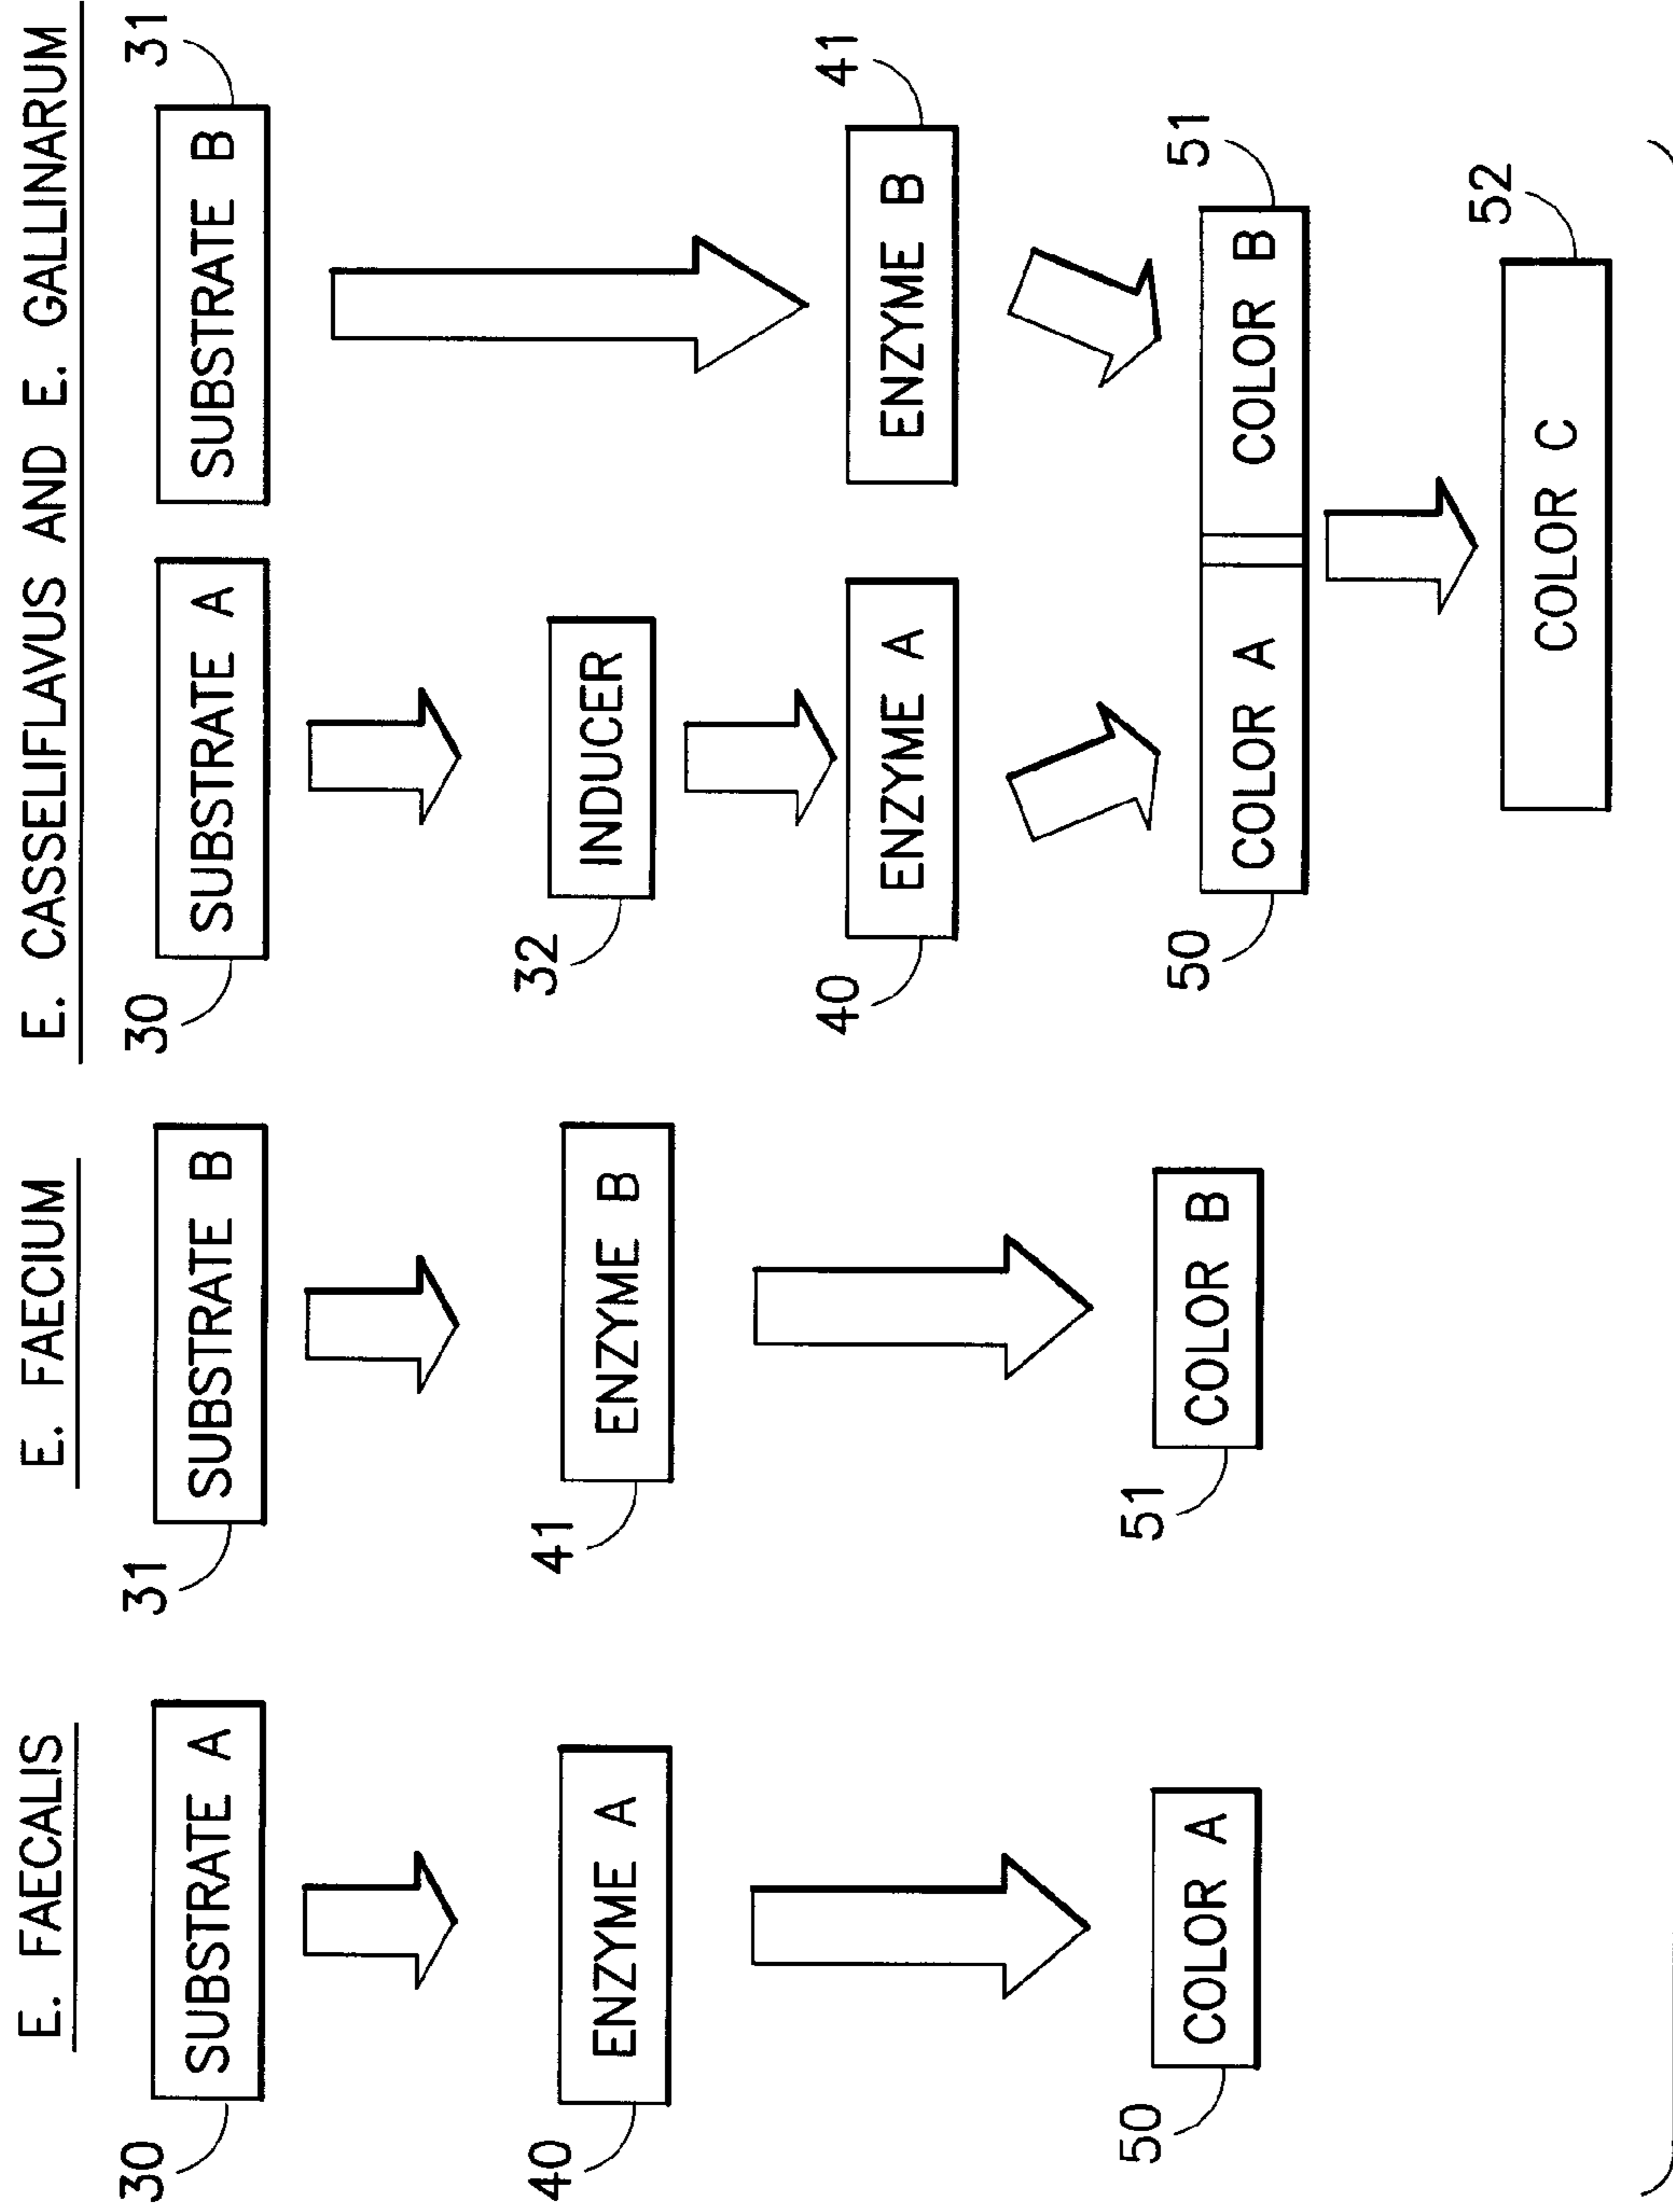 E. FAECALIS
E. FAECIUM
E. CASSELIFLAVUS AND E. GALLINARUM
30
31
30
31
SUBSTRATE A
SUBSTRATE B
SUBSTRATE A
SUBSTRATE B
32
INDUCER
40
41
ENZYME A
ENZYME B
40
41
ENZYME A
ENZYME B
50
51
COLOR A
COLOR B
50
51
COLOR A
COLOR B
52
COLOR C